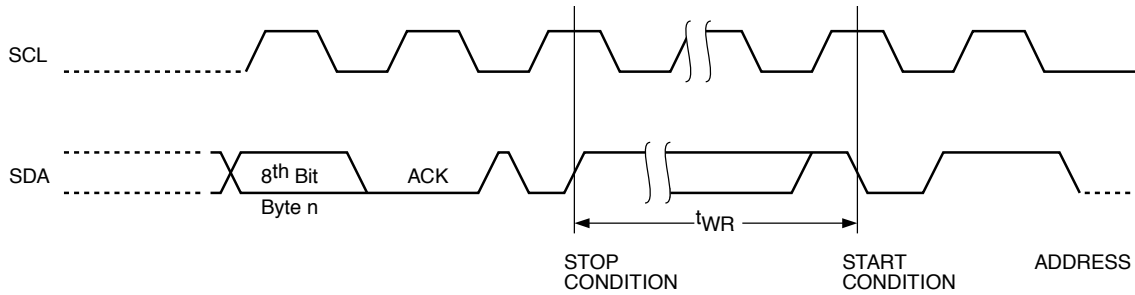 SCL
SDA
8th Bit
ACK
Byte n
tWR
STOP
CONDITION
START
CONDITION
ADDRESS